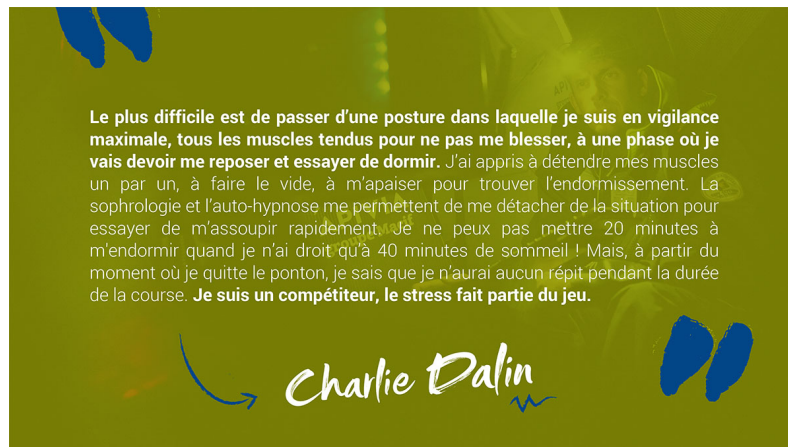 Le plus difficile est de passer d’une posture dans laquelle je suis en vigilance
maximale, tous les muscles tendus pour ne pas me blesser, à une phase où je
vais devoir me reposer et essayer de dormir. J’ai appris à détendre mes muscles
un par un, à faire le vide, à m’apaiser pour trouver l’endormissement. La
sophrologie et l’auto-hypnose me permettent de me détacher de la situation pour
essayer de m’assoupir rapidement. Je ne peux pas mettre 20 minutes à
m'endormir quand je n’ai droit qu’à 40 minutes de sommeil ! Mais, à partir du
moment où je quitte le ponton, je sais que je n’aurai aucun répit pendant la durée
de la course. Je suis un compétiteur, le stress fait partie du jeu.
APIVIA
groupe Macif
Charlie Dalin